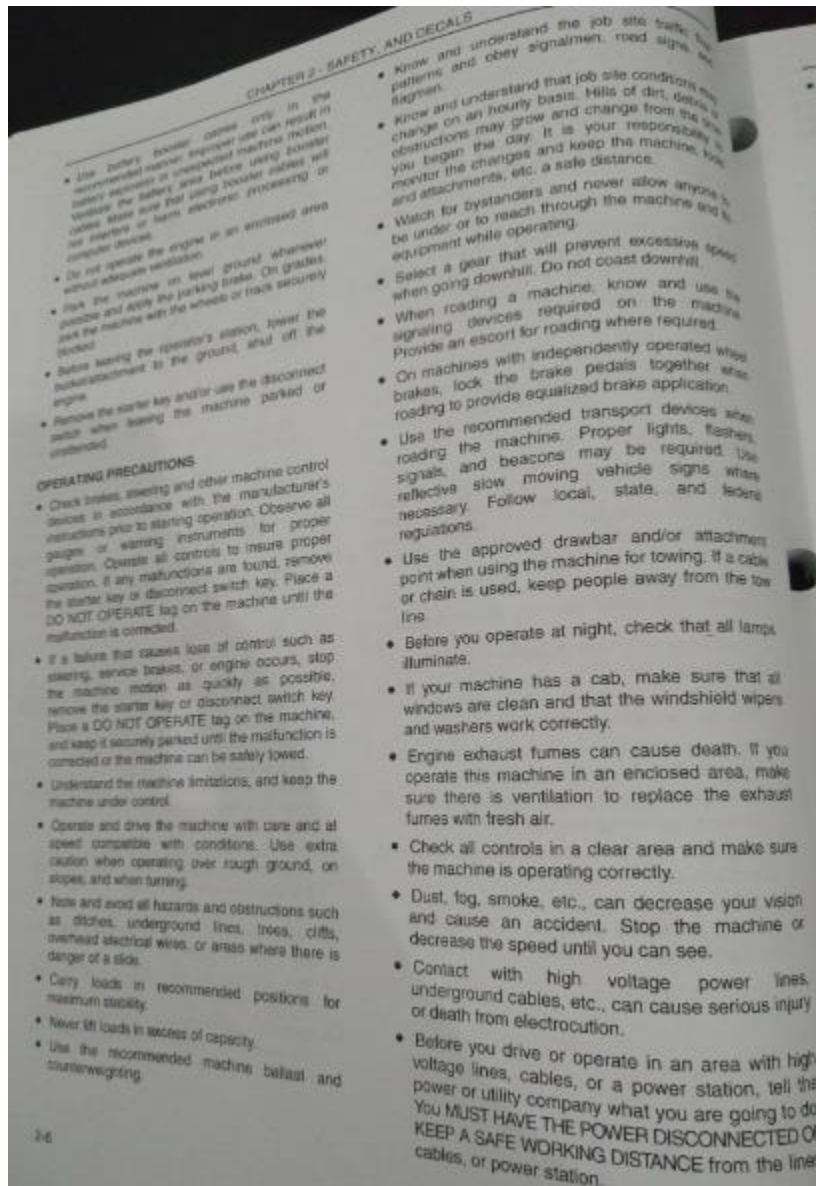 CHAPTER 2 - SAFETY, AND DECALS
• Use battery booster cables only in the
recommended manner. Improper use can result in
battery explosion or unexpected machine motion.
Ventilate the battery area before using booster
cables. Make sure that using booster cables will
not interfere or harm electronic processing or
computer devices.
• Do not operate the engine in an enclosed area
without adequate ventilation.
• Park the machine on level ground whenever
possible and apply the parking brake. On grades,
park the machine with the wheels or track securely
blocked.
• Before leaving the operator's station, lower the
bucket/attachment to the ground, shut off the
engine.
• Remove the starter key and/or use the disconnect
switch when leaving the machine parked or
unattended.
OPERATING PRECAUTIONS
• Check brakes, steering and other machine control
devices in accordance with the manufacturer's
instructions prior to starting operation. Observe all
gauges or warning instruments for proper
operation. Operate all controls to insure proper
operation. If any malfunctions are found, remove
the starter key or disconnect switch key. Place a
DO NOT OPERATE tag on the machine until the
malfunction is corrected.
• If a failure that causes loss of control such as
steering, service brakes, or engine occurs, stop
the machine motion as quickly as possible,
remove the starter key or disconnect switch key.
Place a DO NOT OPERATE tag on the machine,
and keep it securely parked until the malfunction is
corrected or the machine can be safely towed.
• Understand the machine limitations, and keep the
machine under control.
• Operate and drive the machine with care and at
speed compatible with conditions. Use extra
caution when operating over rough ground, on
slopes, and when turning.
• Note and avoid all hazards and obstructions such
as ditches, underground lines, trees, cliffs,
overhead electrical wires, or areas where there is
danger of a slide.
• Carry loads in recommended positions for
maximum stability.
• Never lift loads in excess of capacity.
• Use the recommended machine ballast and
counterweighting.
2-6
• Know and understand the job site traffic flow
patterns and obey signalmen, road signs, and
flagmen.
• Know and understand that job site conditions may
change on an hourly basis. Hills of dirt, debris or
obstructions may grow and change from the time
you began the day. It is your responsibility to
monitor the changes and keep the machine, tools
and attachments, etc. a safe distance.
• Watch for bystanders and never allow anyone to
be under or to reach through the machine and its
equipment while operating.
• Select a gear that will prevent excessive speed
when going downhill. Do not coast downhill.
• When roading a machine, know and use the
signaling devices required on the machine.
Provide an escort for roading where required.
• On machines with independently operated wheel
brakes, lock the brake pedals together when
roading to provide equalized brake application.
• Use the recommended transport devices when
roading the machine. Proper lights, flashers,
signals, and beacons may be required. Use
reflective slow moving vehicle signs where
necessary. Follow local, state, and federal
regulations.
• Use the approved drawbar and/or attachment
point when using the machine for towing. If a cable
or chain is used, keep people away from the tow
line.
• Before you operate at night, check that all lamps
illuminate.
• If your machine has a cab, make sure that all
windows are clean and that the windshield wipers
and washers work correctly.
• Engine exhaust fumes can cause death. If you
operate this machine in an enclosed area, make
sure there is ventilation to replace the exhaust
fumes with fresh air.
• Check all controls in a clear area and make sure
the machine is operating correctly.
• Dust, fog, smoke, etc., can decrease your vision
and cause an accident. Stop the machine or
decrease the speed until you can see.
• Contact with high voltage power lines,
underground cables, etc., can cause serious injury
or death from electrocution.
• Before you drive or operate in an area with high
voltage lines, cables, or a power station, tell the
power or utility company what you are going to do.
You MUST HAVE THE POWER DISCONNECTED OR
KEEP A SAFE WORKING DISTANCE from the lines
cables, or power station.